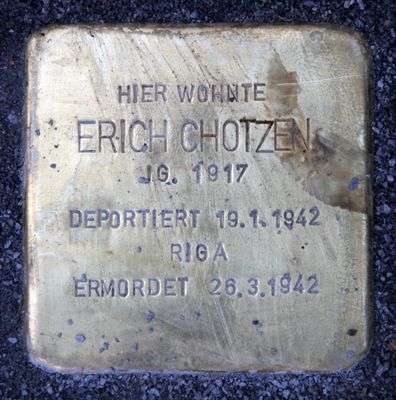 HIER WOHNTE
ERICH CHOTZEN
JG. 1917
DEPORTIERT 19.1.1942
RIGA
ERMORDET 26.3.1942